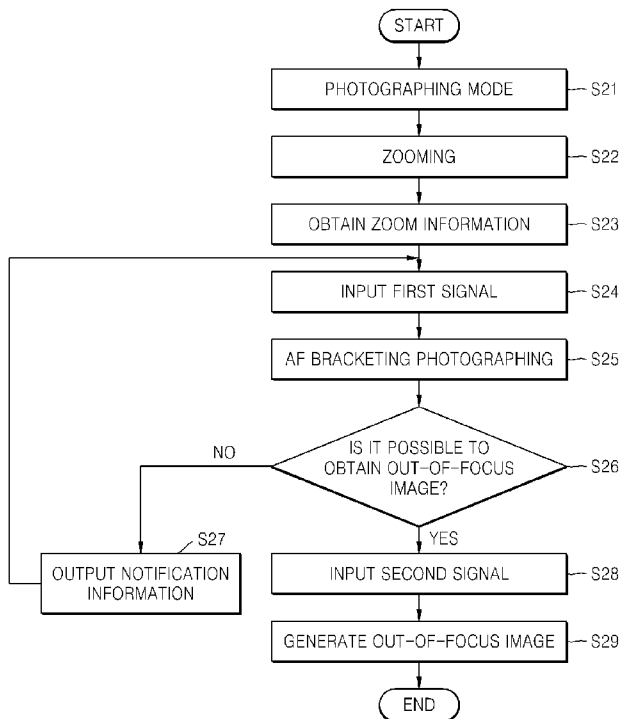 START
PHOTOGRAPHING MODE
S21
ZOOMING
S22
OBTAIN ZOOM INFORMATION
S23
INPUT FIRST SIGNAL
S24
AF BRACKETING PHOTOGRAPHING
S25
IS IT POSSIBLE TO
OBTAIN OUT-OF-FOCUS
IMAGE?
S26
NO
YES
S27
OUTPUT NOTIFICATION
INFORMATION
INPUT SECOND SIGNAL
S28
GENERATE OUT-OF-FOCUS IMAGE
S29
END